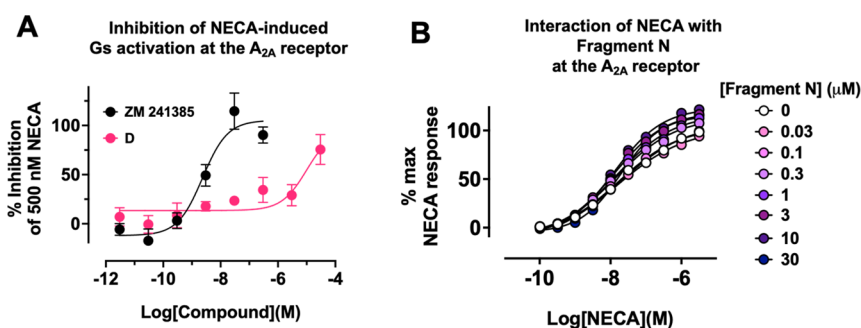 A
Inhibition of NECA-induced
Gs activation at the A2A receptor
ZM 241385
D
% Inhibition
of 500 nM NECA
100
50
0
-12
-10
-8
-6
-4
Log[Compound](M)
B
Interaction of NECA with
Fragment N
at the A2A receptor
% max
NECA response
100
50
0
-10
-8
-6
Log[NECA](M)
[Fragment N] (μM)
0
0.03
0.1
0.3
1
3
10
30